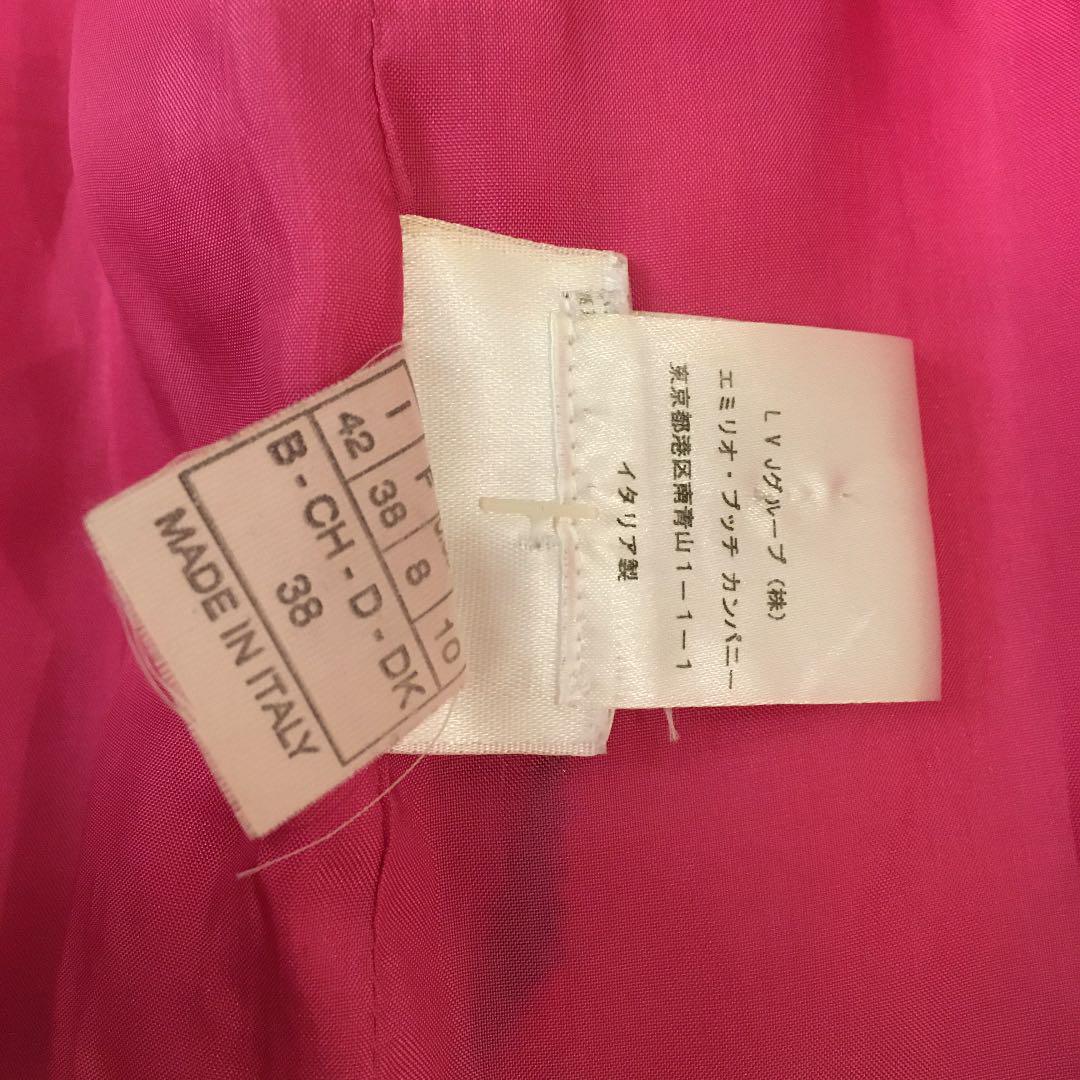 I F
42 38 8 10
B - CH - D - DK
38
MADE IN ITALY
LVJグループ (株)
エミリオ・プッチ カンパニー
東京都港区南青山1－1－1
イタリア製